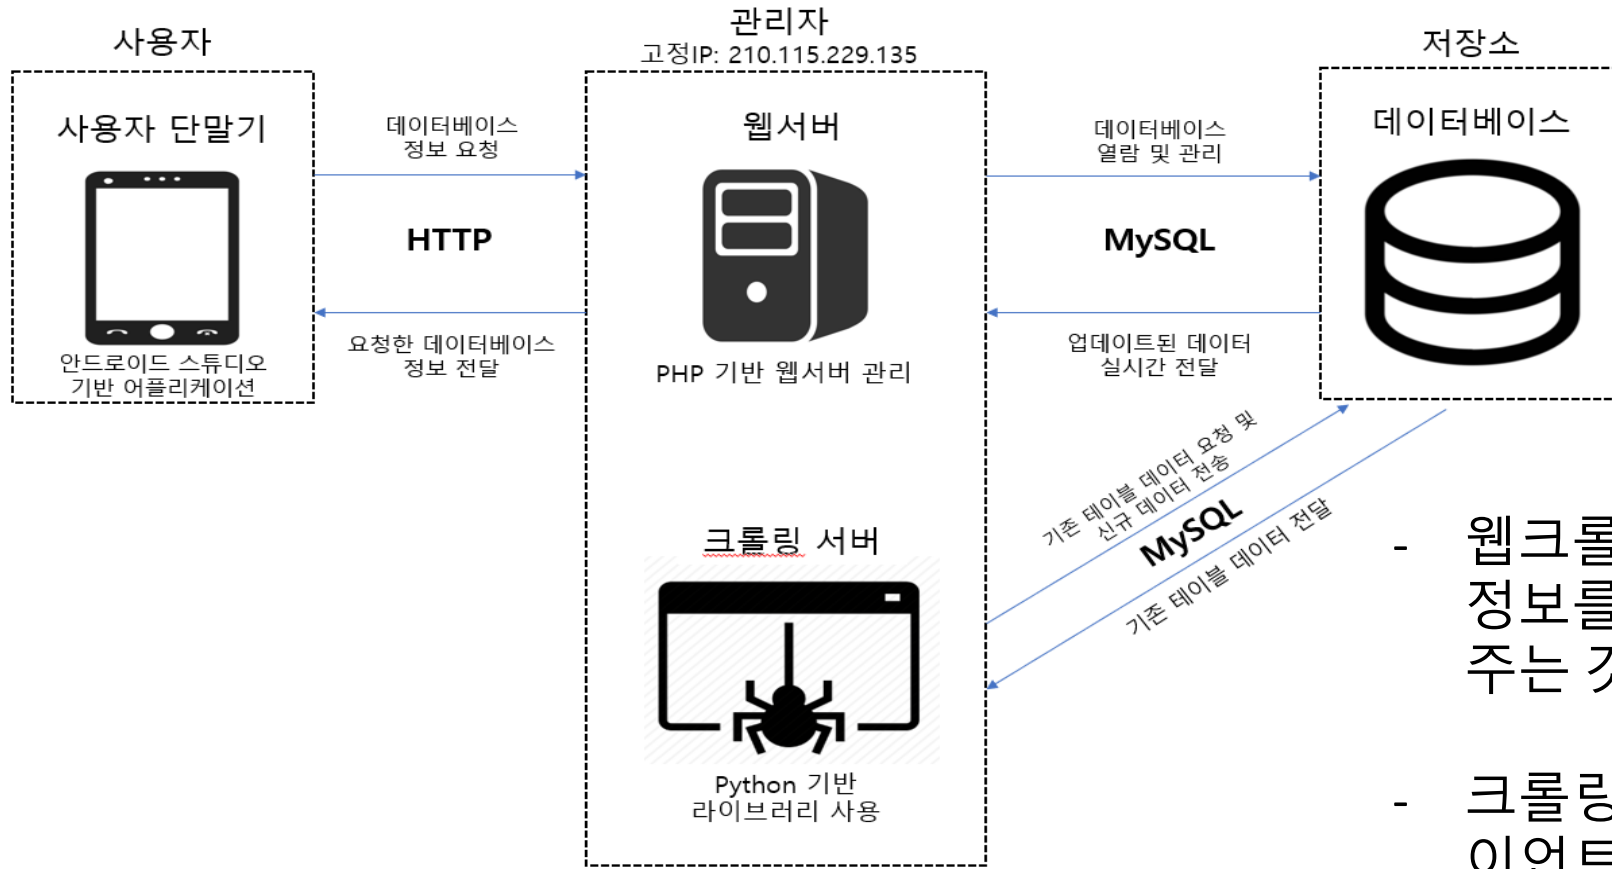 사용자
관리자
고정IP: 210.115.229.135
저장소
사용자 단말기
안드로이드 스튜디오
기반 어플리케이션
데이터베이스
정보 요청
HTTP
요청한 데이터베이스
정보 전달
웹서버
PHP 기반 웹서버 관리
데이터베이스
열람 및 관리
MySQL
업데이트된 데이터
실시간 전달
데이터베이스
기존 테이블 데이터 요청 및
신규 데이터 전송
MySQL
기존 테이블 데이터 전달
크롤링 서버
Python 기반
라이브러리 사용
- 웹크롤
정보를
주는
- 크롤링